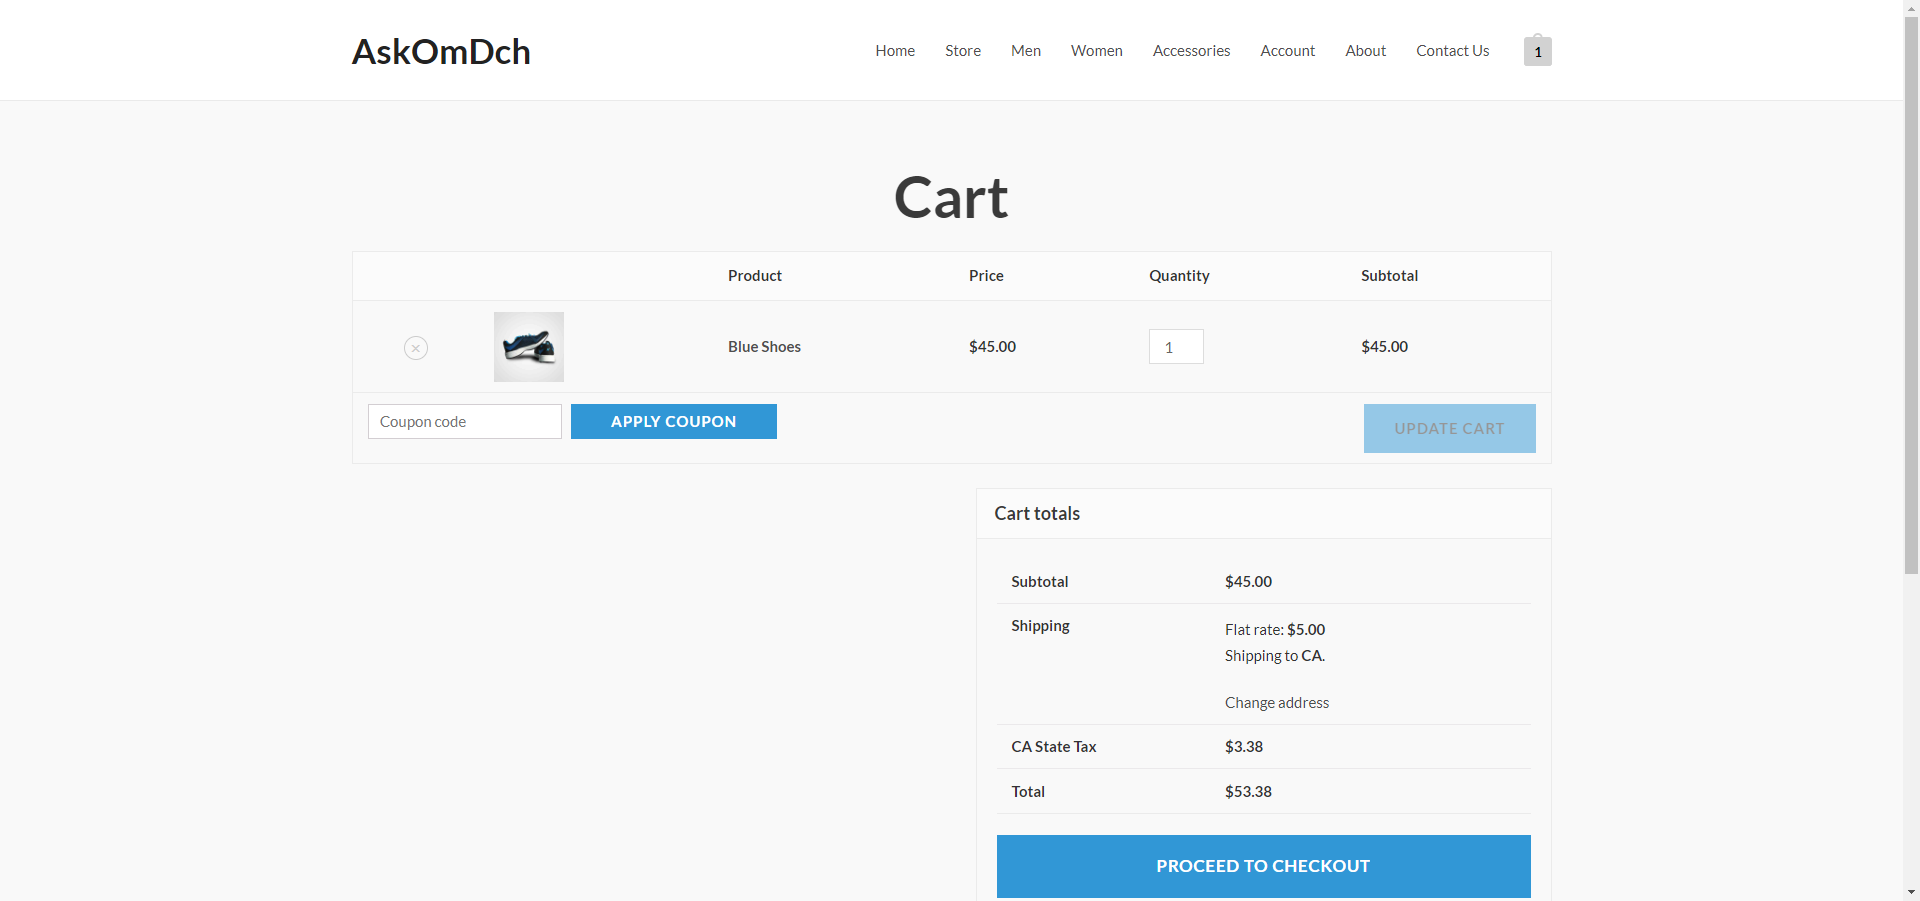 AskOmDch
Home Store Men Women Accessories Account About Contact Us 1
Cart
Product Price Quantity Subtotal
Blue Shoes $45.00 1 $45.00
Coupon code APPLY COUPON UPDATE CART
Cart totals
Subtotal $45.00
Shipping Flat rate: $5.00
Shipping to CA.
Change address
CA State Tax $3.38
Total $53.38
PROCEED TO CHECKOUT